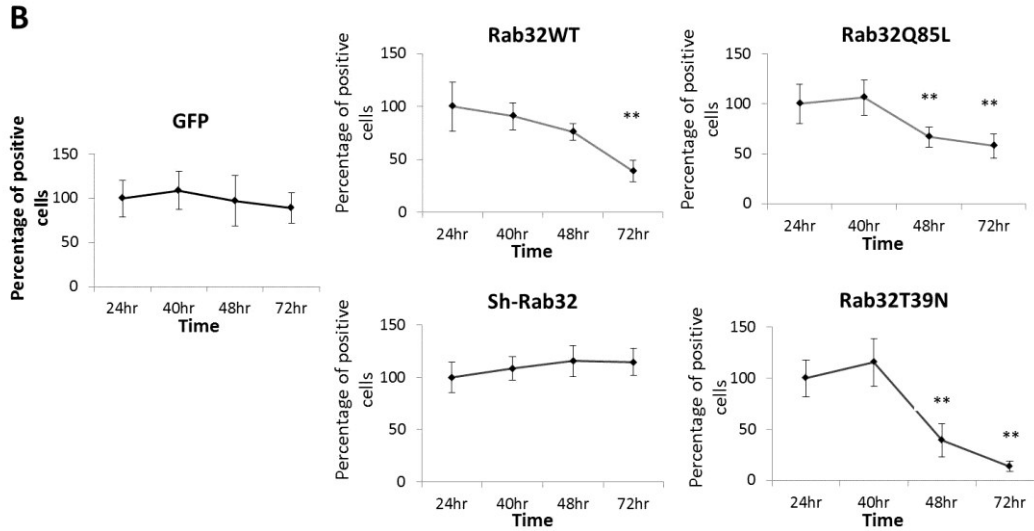 B
GFP
Percentage of positive
cells
150
100
50
0
24hr 40hr 48hr 72hr
Time
Rab32WT
Percentage of positive
cells
150
100
50
0
**
24hr 40hr 48hr 72hr
Time
Rab32Q85L
Percentage of positive
cells
150
100
50
0
** **
24hr 40hr 48hr 72hr
Time
Sh-Rab32
Percentage of positive
cells
150
100
50
0
24hr 40hr 48hr 72hr
Time
Rab32T39N
Percentage of positive
cells
150
100
50
0
**
**
24hr 40hr 48hr 72hr
Time